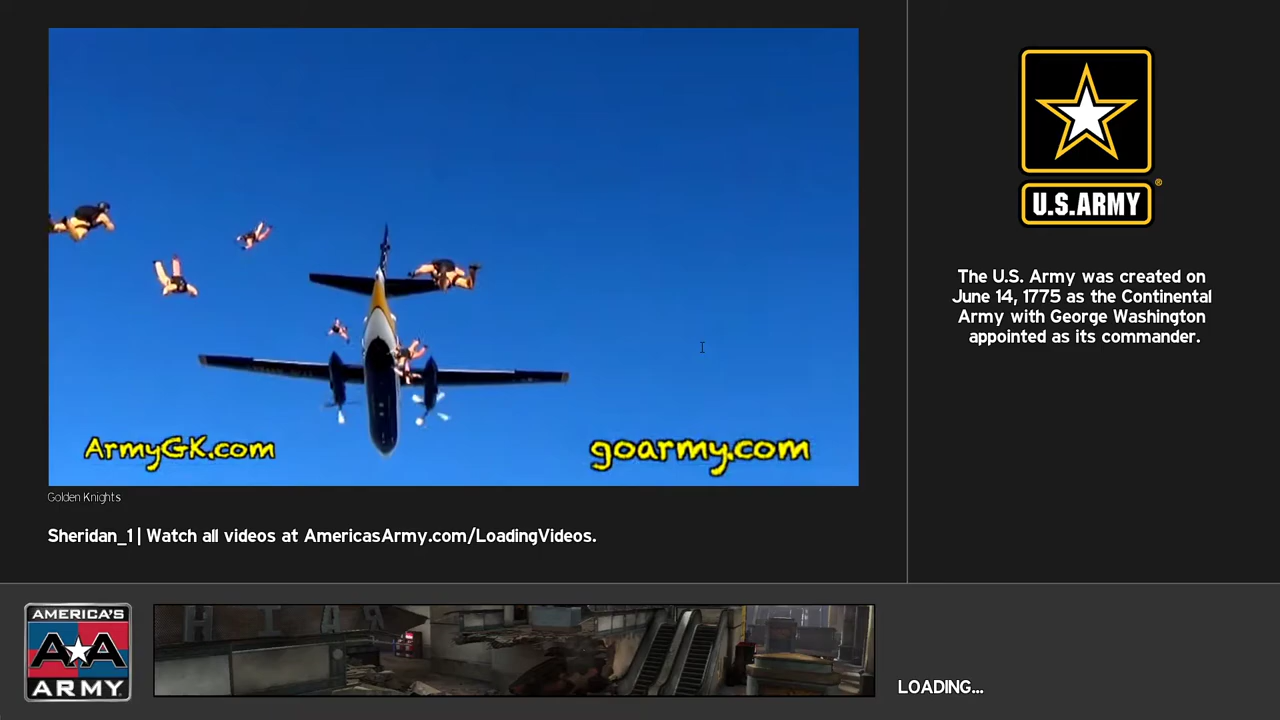 ArmyGK.com
goarmy.com
Golden Knights
Sheridan_1 | Watch all videos at AmericasArmy.com/LoadingVideos.
U.S.ARMY
®
The U.S. Army was created on
June 14, 1775 as the Continental
Army with George Washington
appointed as its commander.
AMERICA'S
AA
ARMY
H T A R
LOADING...